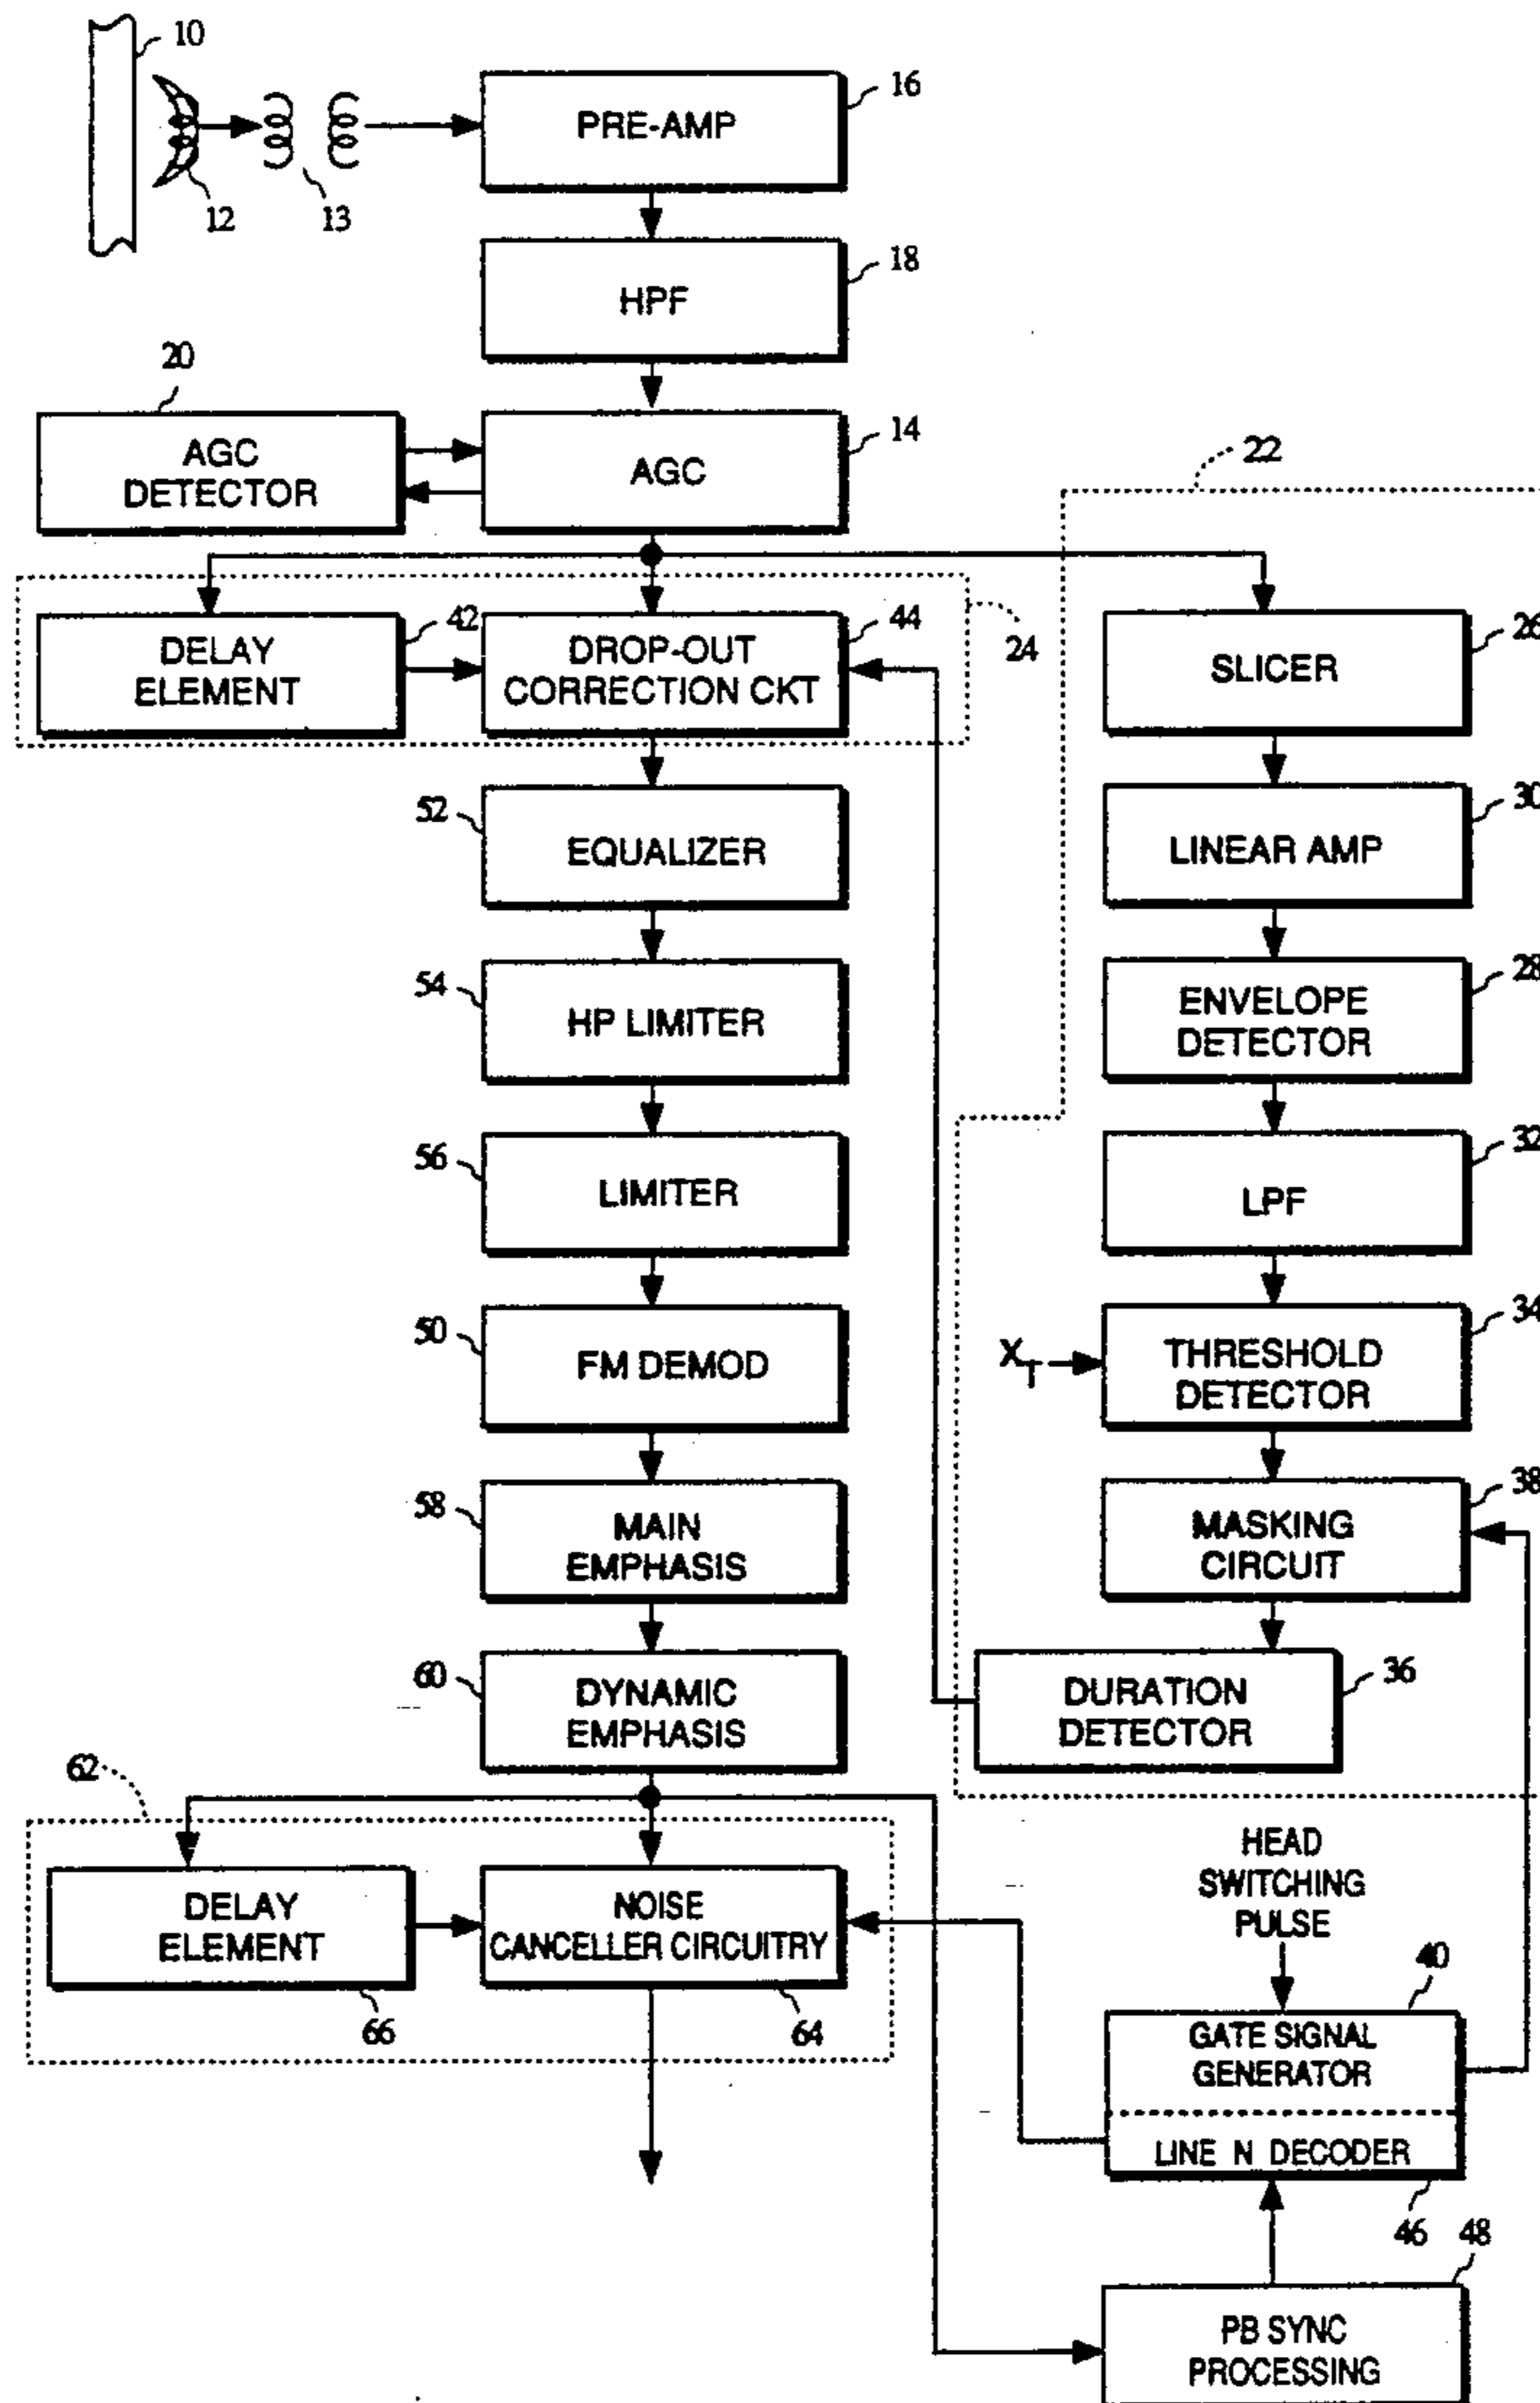 10
16
PRE-AMP
12
13
18
HPF
20
14
AGC
DETECTOR
AGC
22
42
44
24
26
DELAY
ELEMENT
DROP-OUT
CORRECTION CKT
SLICER
52
30
EQUALIZER
LINEAR AMP
54
28
HP LIMITER
ENVELOPE
DETECTOR
56
32
LIMITER
LPF
50
34
FM DEMOD
X_T
THRESHOLD
DETECTOR
58
38
MAIN
EMPHASIS
MASKING
CIRCUIT
60
36
DYNAMIC
EMPHASIS
DURATION
DETECTOR
62
HEAD
SWITCHING
PULSE
DELAY
ELEMENT
NOISE
CANCELLER CIRCUITRY
40
66
64
GATE SIGNAL
GENERATOR
LINE N DECODER
46
48
PB SYNC
PROCESSING